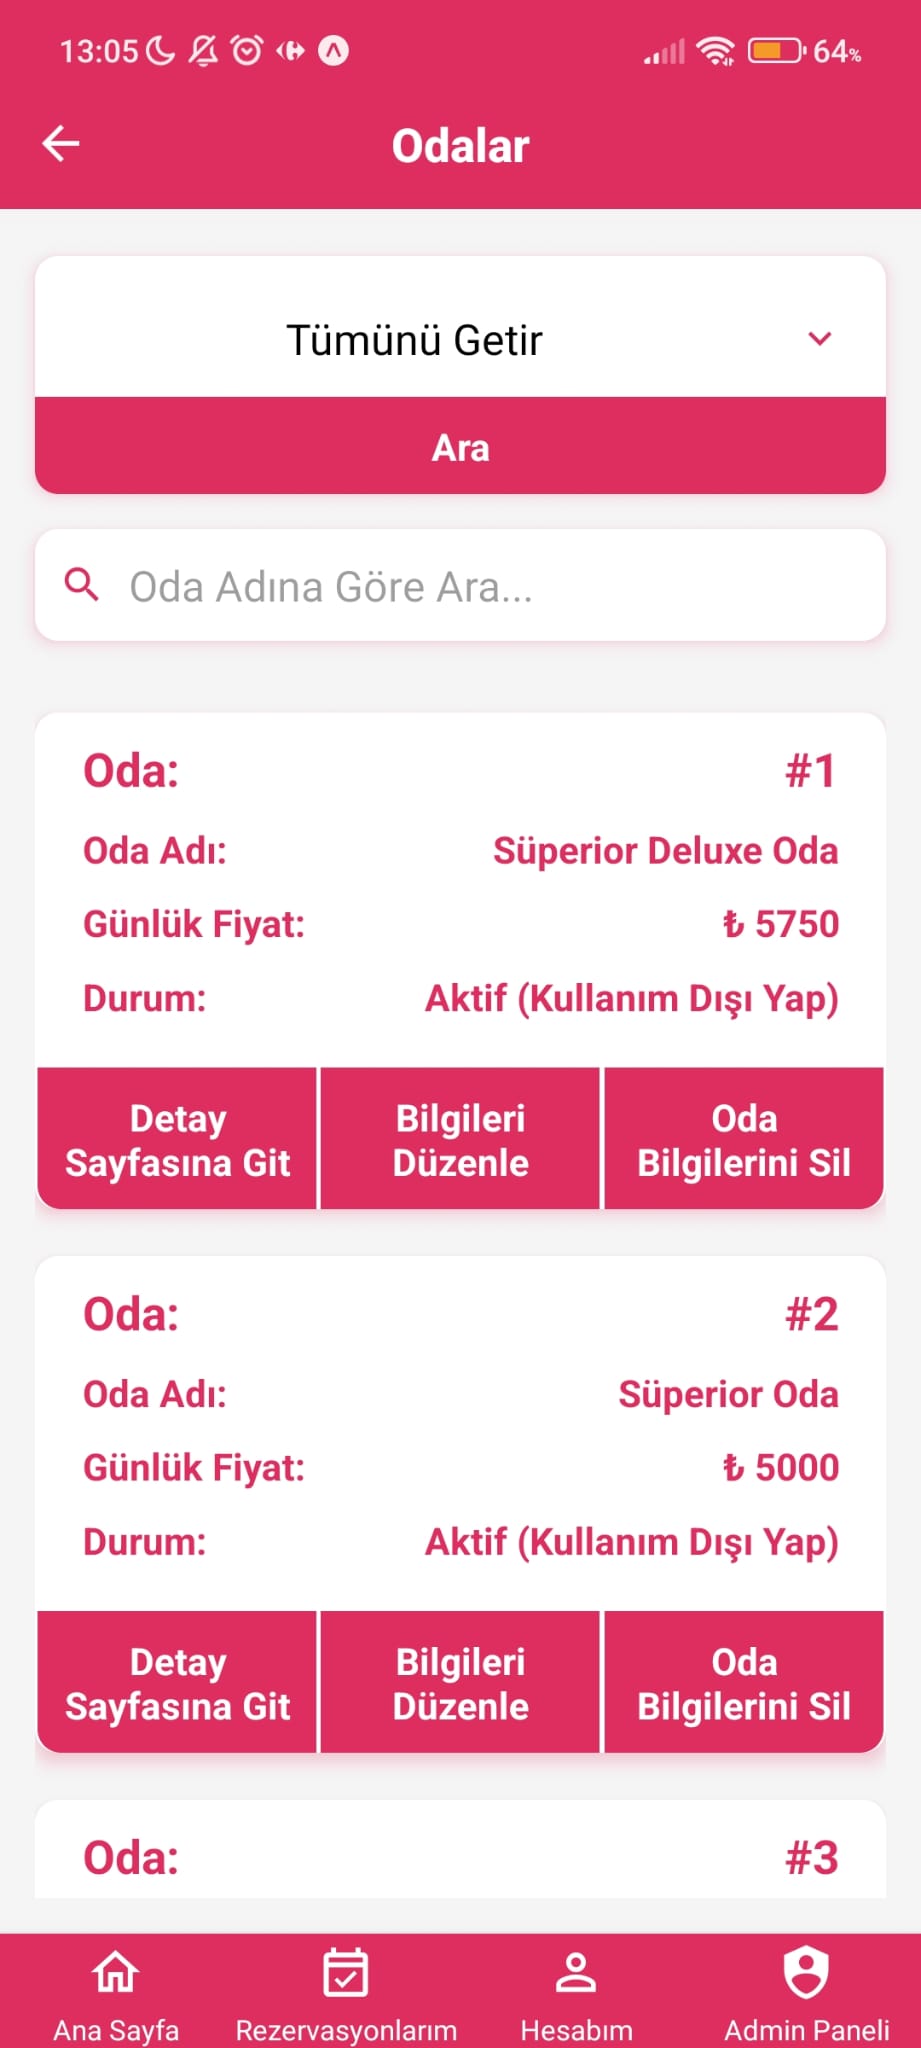 13:05
64%
Odalar
Tümünü Getir
Ara
Oda Adına Göre Ara...
Oda: #1
Oda Adı: Süperior Deluxe Oda
Günlük Fiyat: ₺ 5750
Durum: Aktif (Kullanım Dışı Yap)
Detay Sayfasına Git
Bilgileri Düzenle
Oda Bilgilerini Sil
Oda: #2
Oda Adı: Süperior Oda
Günlük Fiyat: ₺ 5000
Durum: Aktif (Kullanım Dışı Yap)
Detay Sayfasına Git
Bilgileri Düzenle
Oda Bilgilerini Sil
Oda: #3
Ana Sayfa
Rezervasyonlarım
Hesabım
Admin Paneli